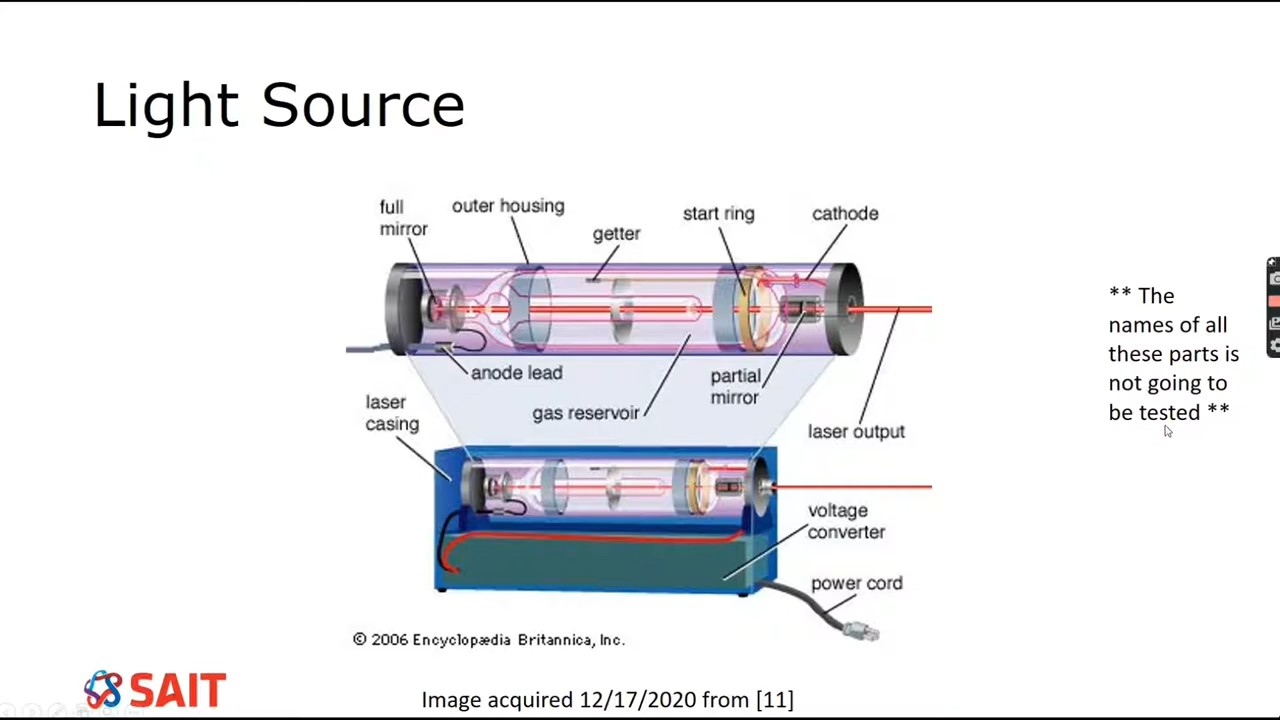 Light Source
full
mirror
outer housing
getter
start ring
cathode
anode lead
gas reservoir
partial
mirror
laser output
laser
casing
voltage
converter
power cord
** The
names of all
these parts is
not going to
be tested **
© 2006 Encyclopædia Britannica, Inc.
SAIT
Image acquired 12/17/2020 from [11]